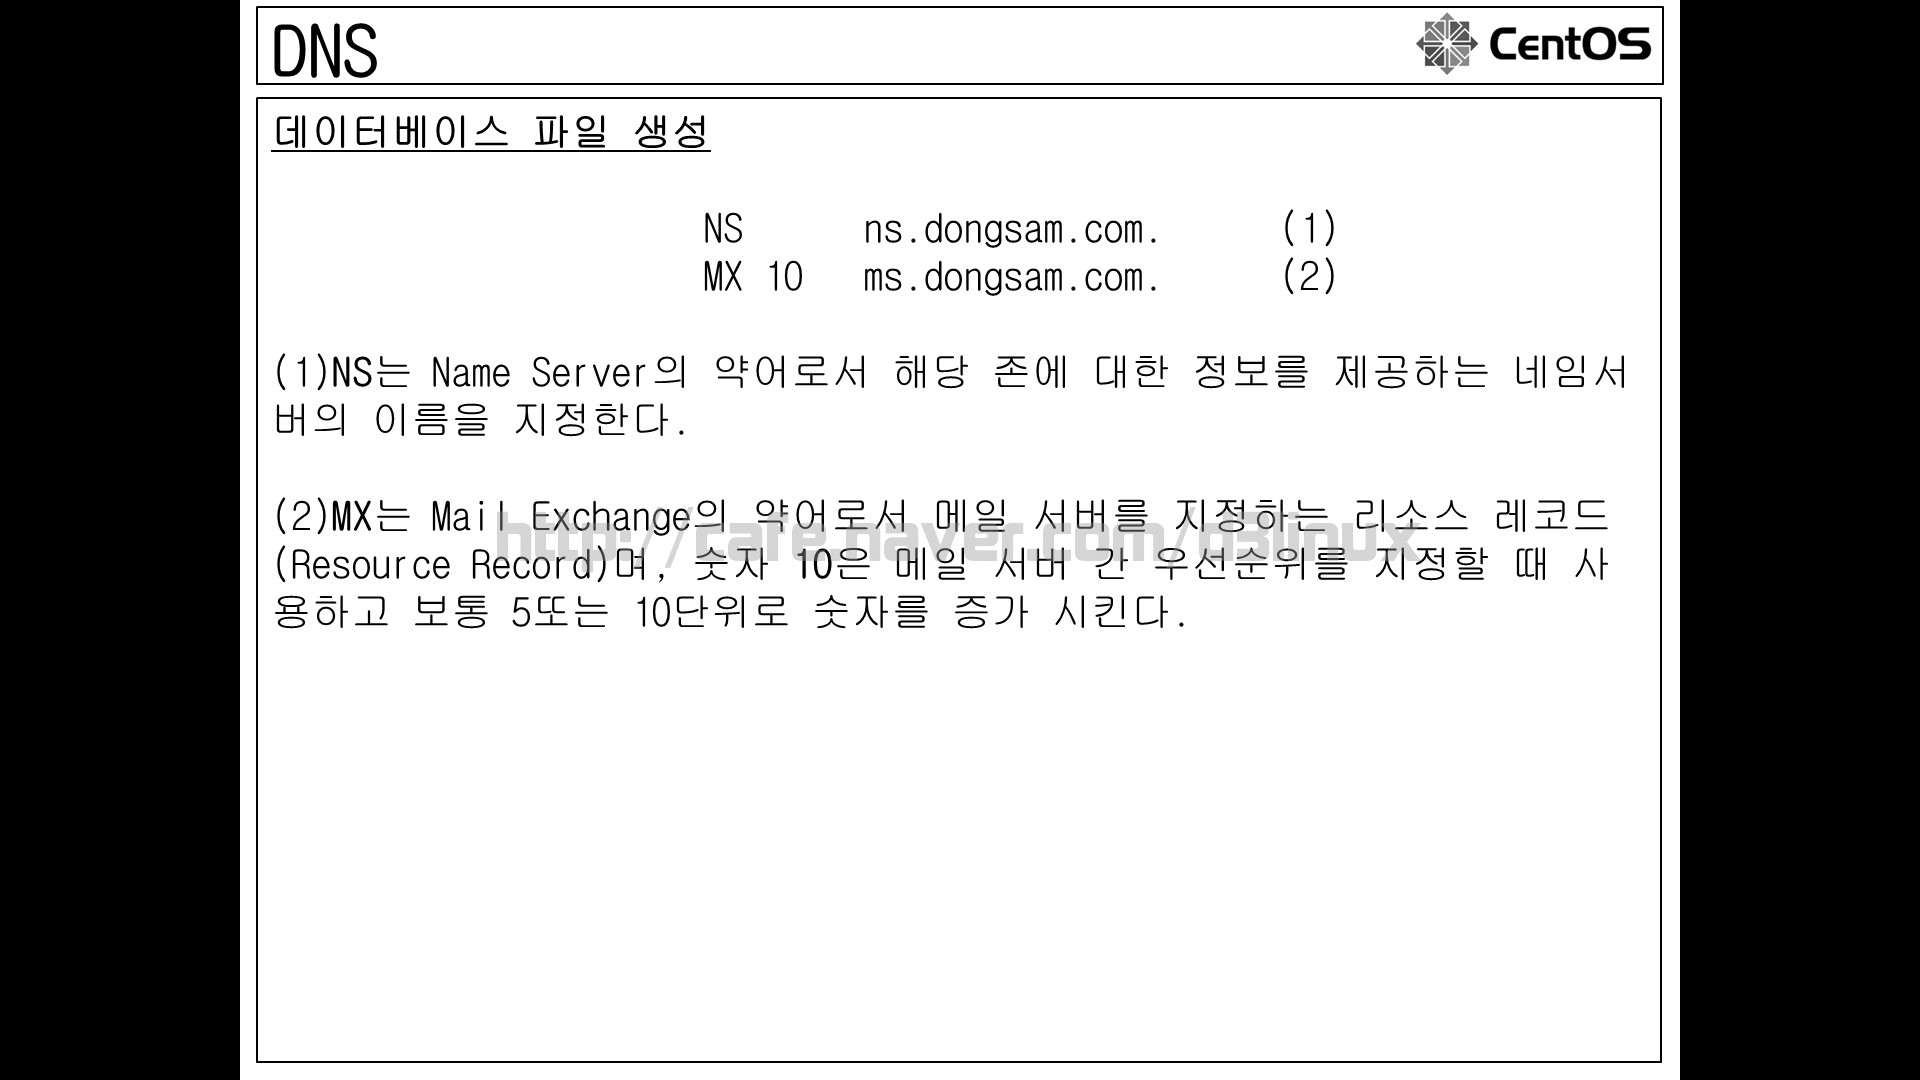 DNS
CentOS
데이터베이스 파일 생성
NS ns.dongsam.com. (1)
MX 10 ms.dongsam.com. (2)
(1)NS는 Name Server의 약어로서 해당 존에 대한 정보를 제공하는 네임서
버의 이름을 지정한다.
(2)MX는 Mail Exchange의 약어로서 메일 서버를 지정하는 리소스 레코드
http://cafe.naver.com/d3linux
(Resource Record)며, 숫자 10은 메일 서버 간 우선순위를 지정할 때 사
용하고 보통 5또는 10단위로 숫자를 증가 시킨다.